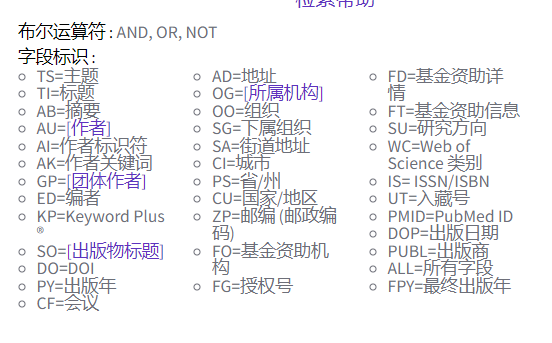 检索帮助
布尔运算符 : AND, OR, NOT
字段标识 :
TS=主题
TI=标题
AB=摘要
AU=[作者]
AI=作者标识符
AK=作者关键词
GP=[团体作者]
ED=编者
KP=Keyword Plus
®
SO=[出版物标题]
DO=DOI
PY=出版年
CF=会议
AD=地址
OG=[所属机构]
OO=组织
SG=下属组织
SA=街道地址
CI=城市
PS=省/州
CU=国家/地区
ZP=邮编 (邮政编
码)
FO=基金资助机
构
FG=授权号
FD=基金资助详
情
FT=基金资助信息
SU=研究方向
WC=Web of
Science 类别
IS= ISSN/ISBN
UT=入藏号
PMID=PubMed ID
DOP=出版日期
PUBL=出版商
ALL=所有字段
FPY=最终出版年